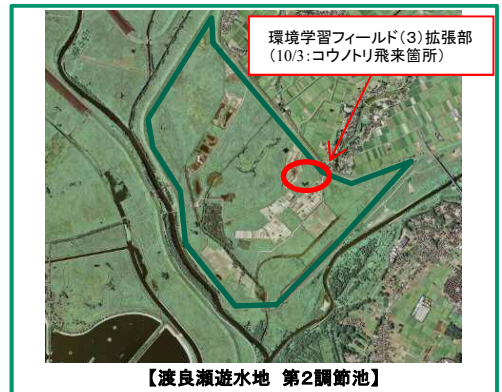 環境学習フィールド(3)拡張部
(10/3:コウノトリ飛来箇所)
【渡良瀬遊水地 第2調節池】